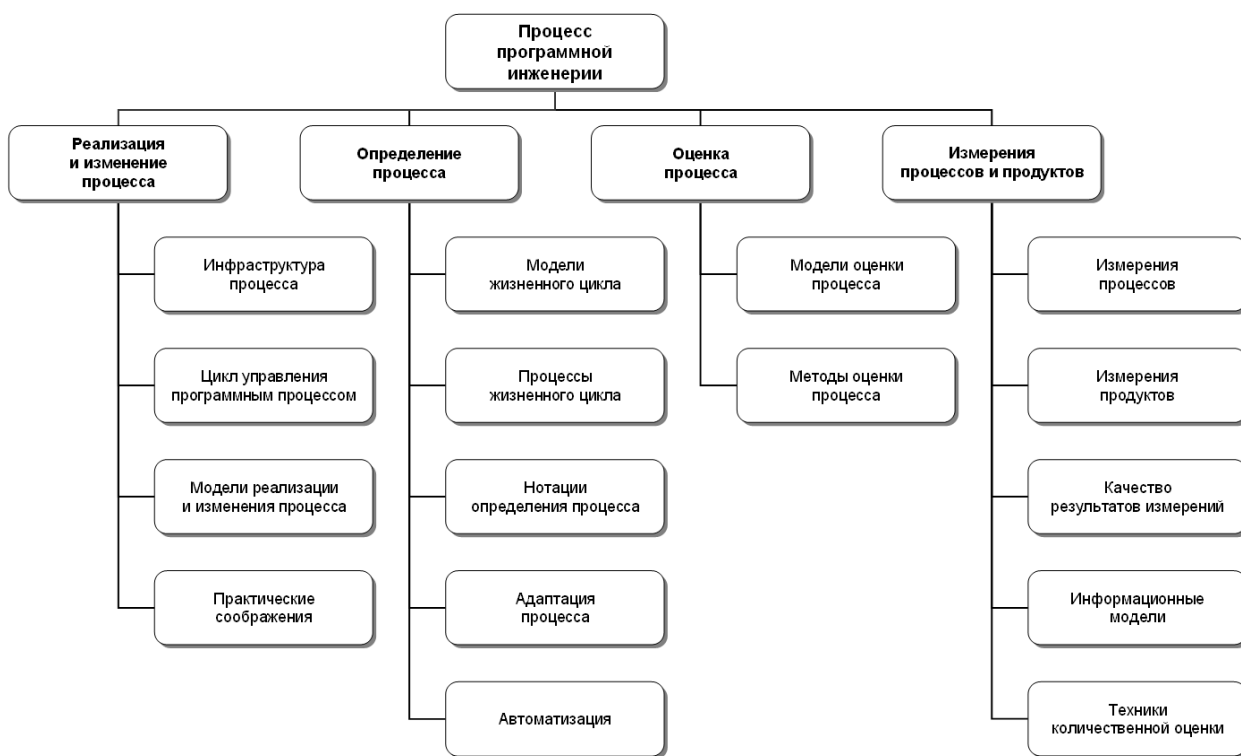 Процесс
программной
инженерии
Реализация
и изменение
процесса
Определение
процесса
Оценка
процесса
Измерения
процессов и продуктов
Инфраструктура
процесса
Цикл управления
программным процессом
Модели реализации
и изменения процесса
Практические
соображения
Модели
жизненного цикла
Процессы
жизненного цикла
Нотации
определения процесса
Адаптация
процесса
Автоматизация
Модели оценки
процесса
Методы оценки
процесса
Измерения
процессов
Измерения
продуктов
Качество
результатов измерений
Информационные
модели
Техники
количественной оценки